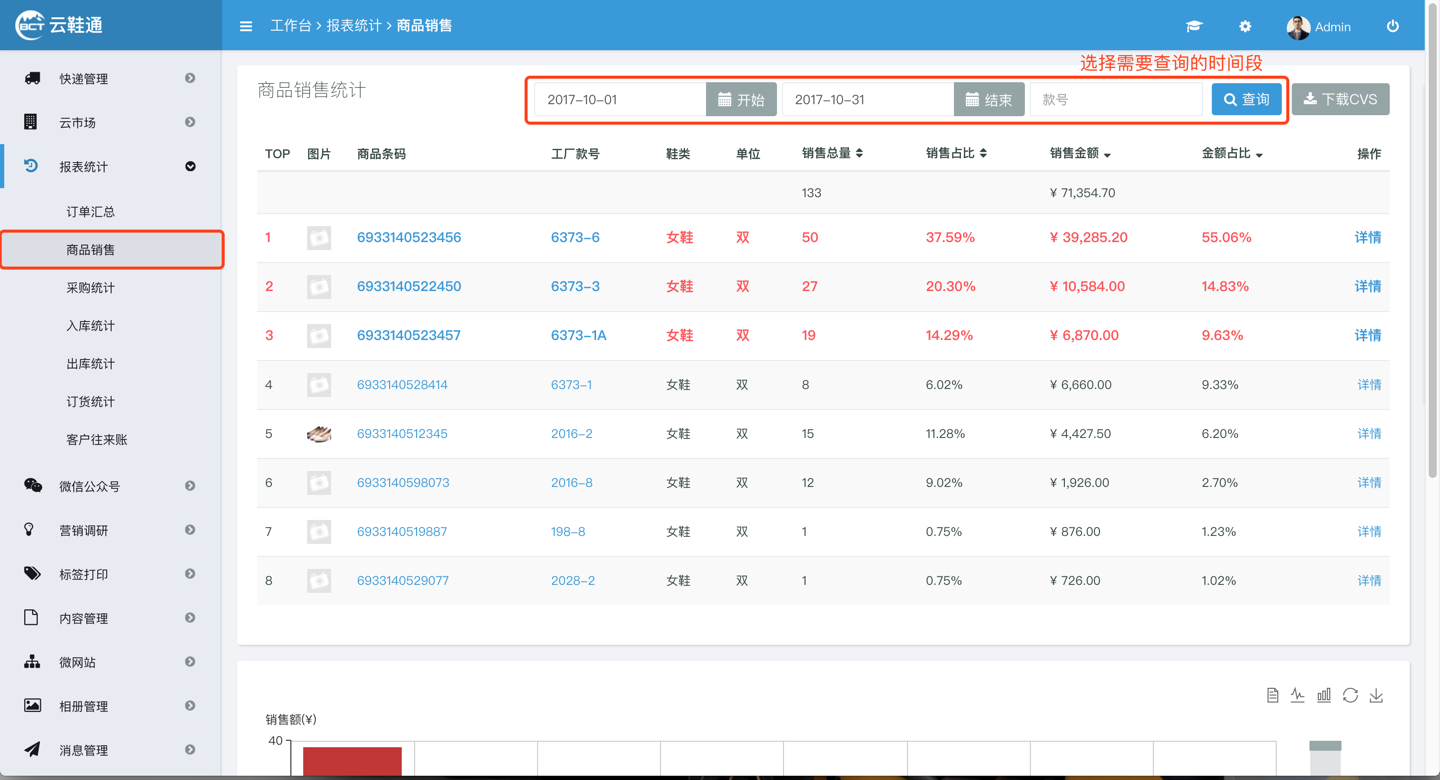 BCT 云鞋通
工作台 > 报表统计 > 商品销售
Admin
快递管理
云市场
报表统计
订单汇总
商品销售
采购统计
入库统计
出库统计
订货统计
客户往来账
微信公众号
营销调研
标签打印
内容管理
微网站
相册管理
消息管理
选择需要查询的时间段
商品销售统计
2017-10-01 开始 2017-10-31 结束 款号 查询 下载CVS
TOP 图片 商品条码 工厂款号 鞋类 单位 销售总量 销售占比 销售金额 金额占比 操作
133 ¥ 71,354.70
1 6933140523456 6373-6 女鞋 双 50 37.59% ¥ 39,285.20 55.06% 详情
2 6933140522450 6373-3 女鞋 双 27 20.30% ¥ 10,584.00 14.83% 详情
3 6933140523457 6373-1A 女鞋 双 19 14.29% ¥ 6,870.00 9.63% 详情
4 6933140528414 6373-1 女鞋 双 8 6.02% ¥ 6,660.00 9.33% 详情
5 6933140512345 2016-2 女鞋 双 15 11.28% ¥ 4,427.50 6.20% 详情
6 6933140598073 2016-8 女鞋 双 12 9.02% ¥ 1,926.00 2.70% 详情
7 6933140519887 198-8 女鞋 双 1 0.75% ¥ 876.00 1.23% 详情
8 6933140529077 2028-2 女鞋 双 1 0.75% ¥ 726.00 1.02% 详情
销售额(¥)
40